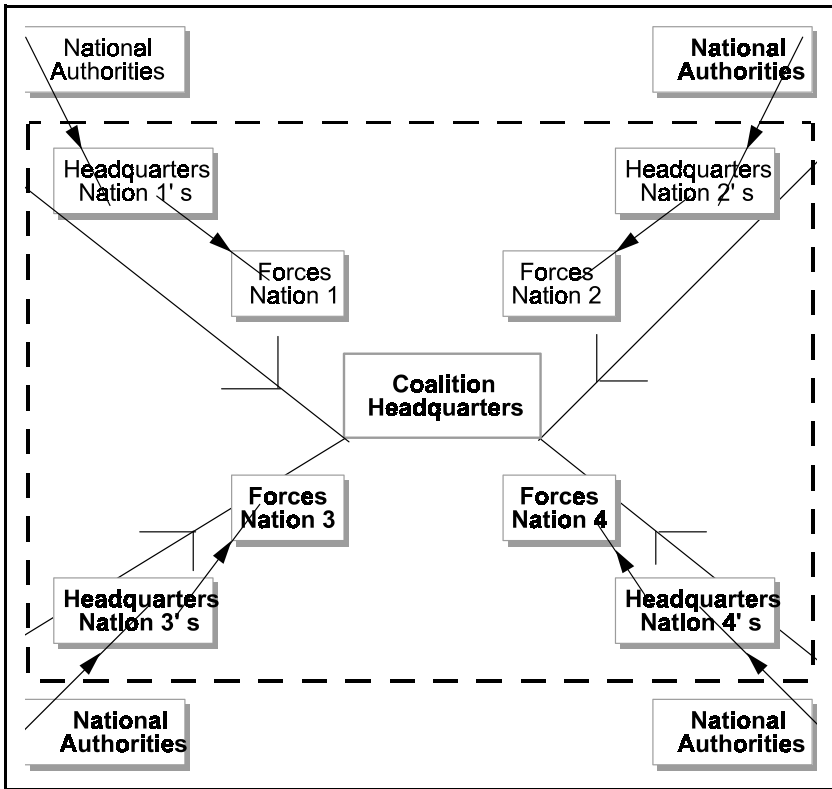 National
Authorities
National
Authorities
Headquarters
Nation 1' s
Headquarters
Nation 2' s
Forces
Nation 1
Forces
Nation 2
Coalition
Headquarters
Forces
Nation 3
Forces
Nation 4
Headquarters
Nation 3' s
Headquarters
Nation 4' s
National
Authorities
National
Authorities